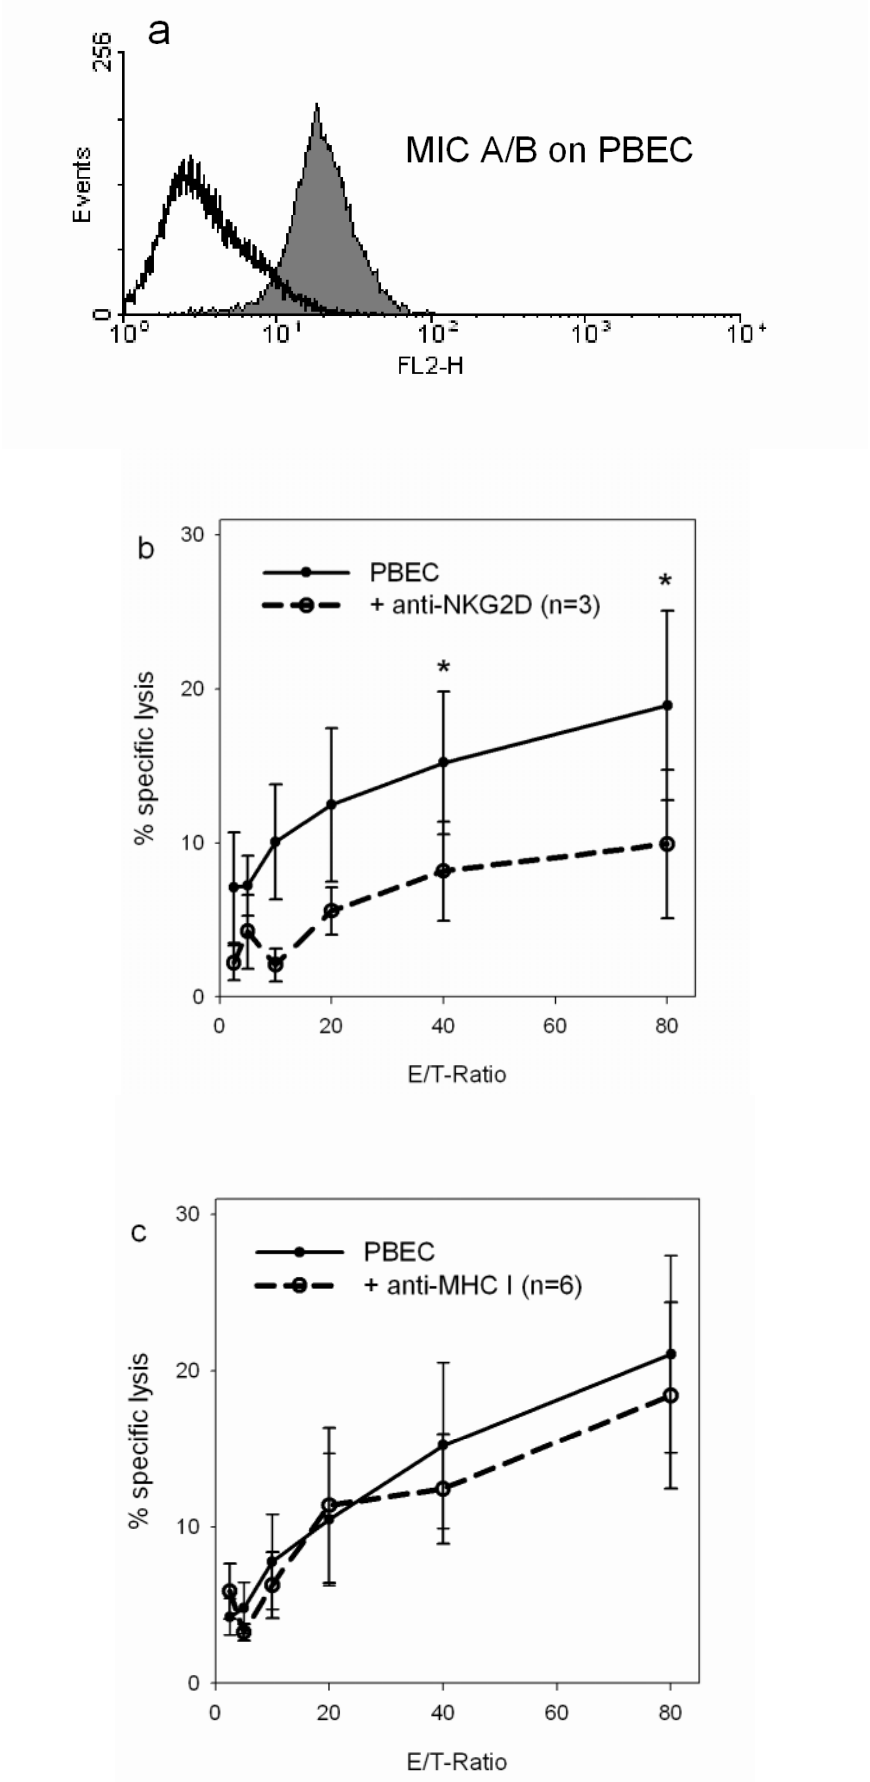 a
256
MIC A/B on PBEC
Events
0
10⁰ 10¹ 10² 10³ 10⁴
FL2-H
b
30
PBEC
*
+ anti-NKG2D (n=3)
*
20
% specific lysis
10
0
0 20 40 60 80
E/T-Ratio
c
30
PBEC
+ anti-MHC I (n=6)
20
% specific lysis
10
0
0 20 40 60 80
E/T-Ratio